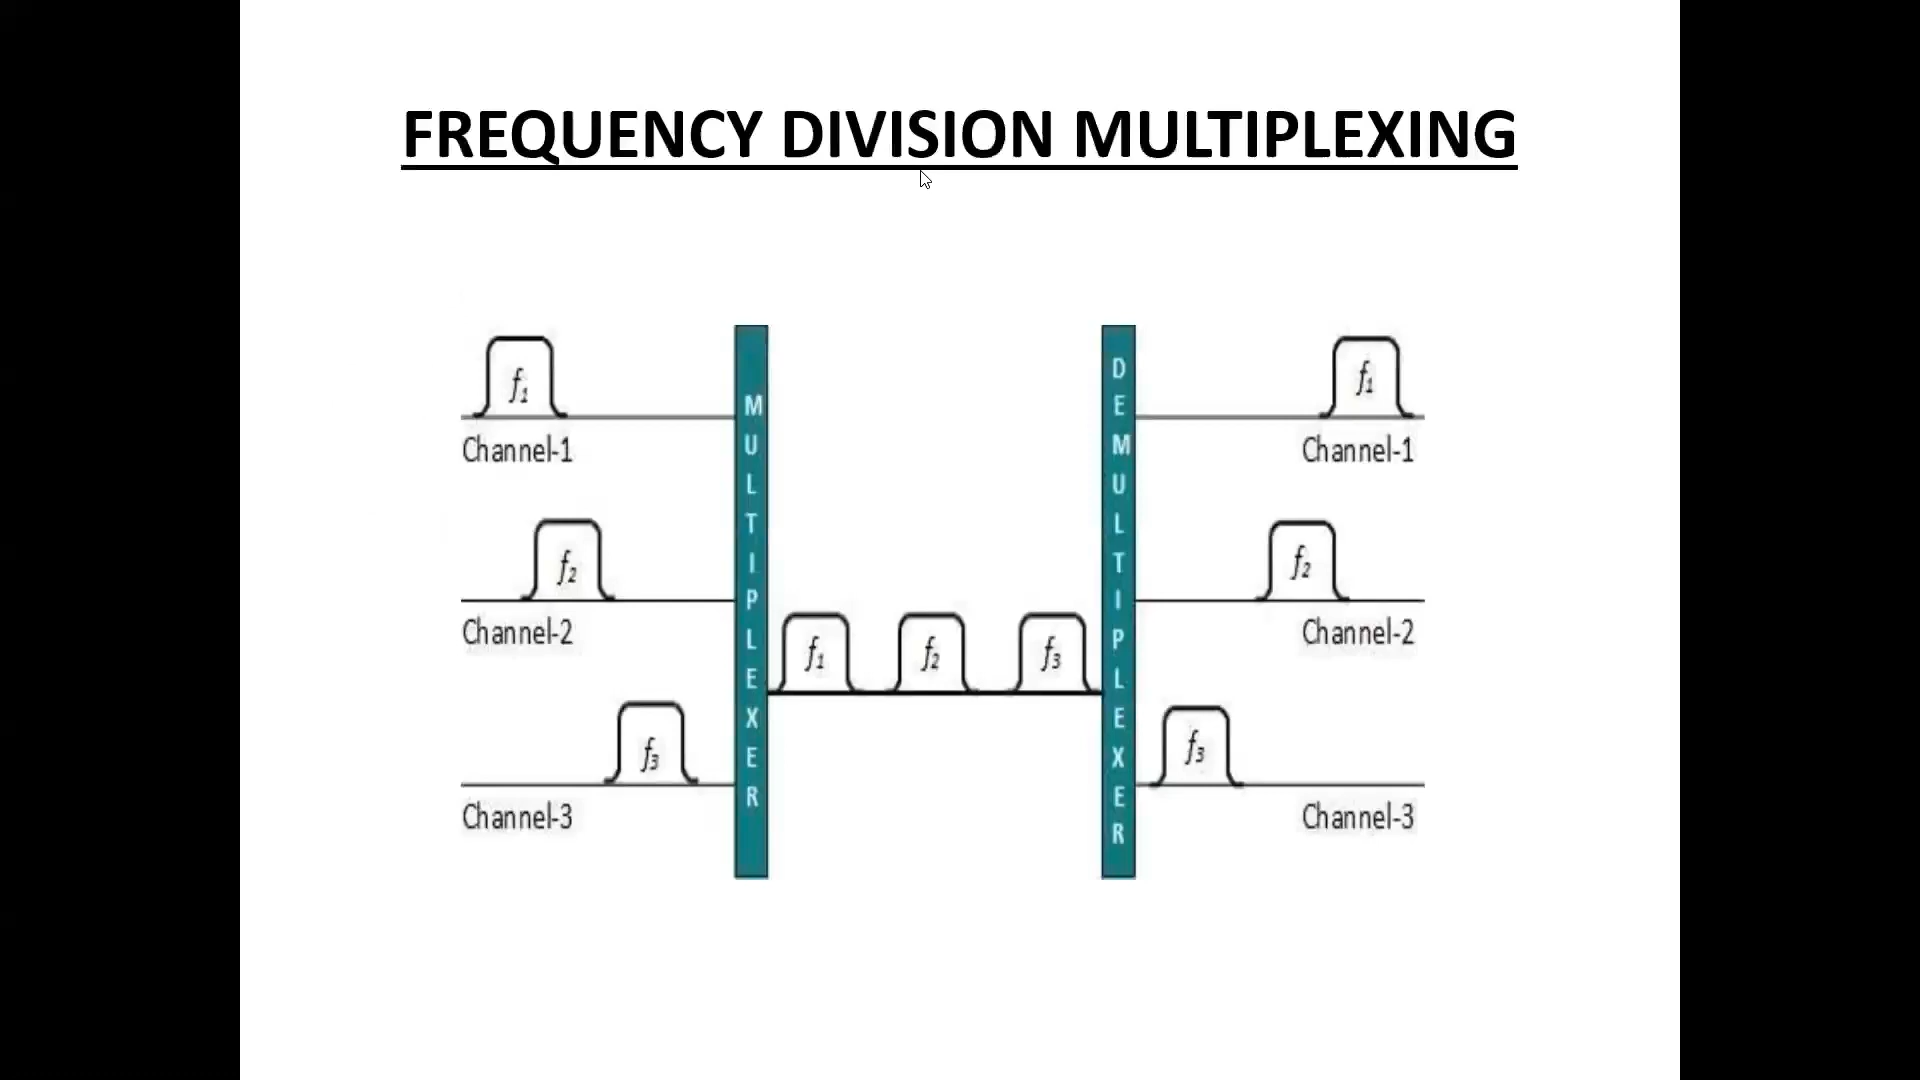 FREQUENCY DIVISION MULTIPLEXING
f1
Channel-1
f2
Channel-2
f3
Channel-3
MULTIPLEXER
f1 f2 f3
DEMULTIPLEXER
f1
Channel-1
f2
Channel-2
f3
Channel-3